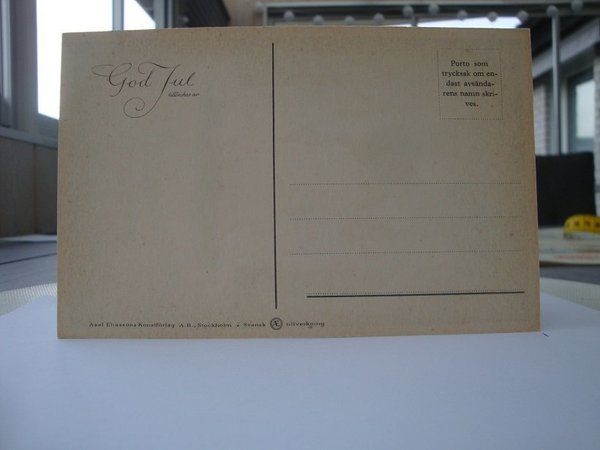 God Jul
tillönskas av
Porto som
trycksak om en-
dast avsända-
rens namn skri-
ves.
Axel Eliassons Konstförlag A.B., Stockholm • Svensk Æ tillverkning